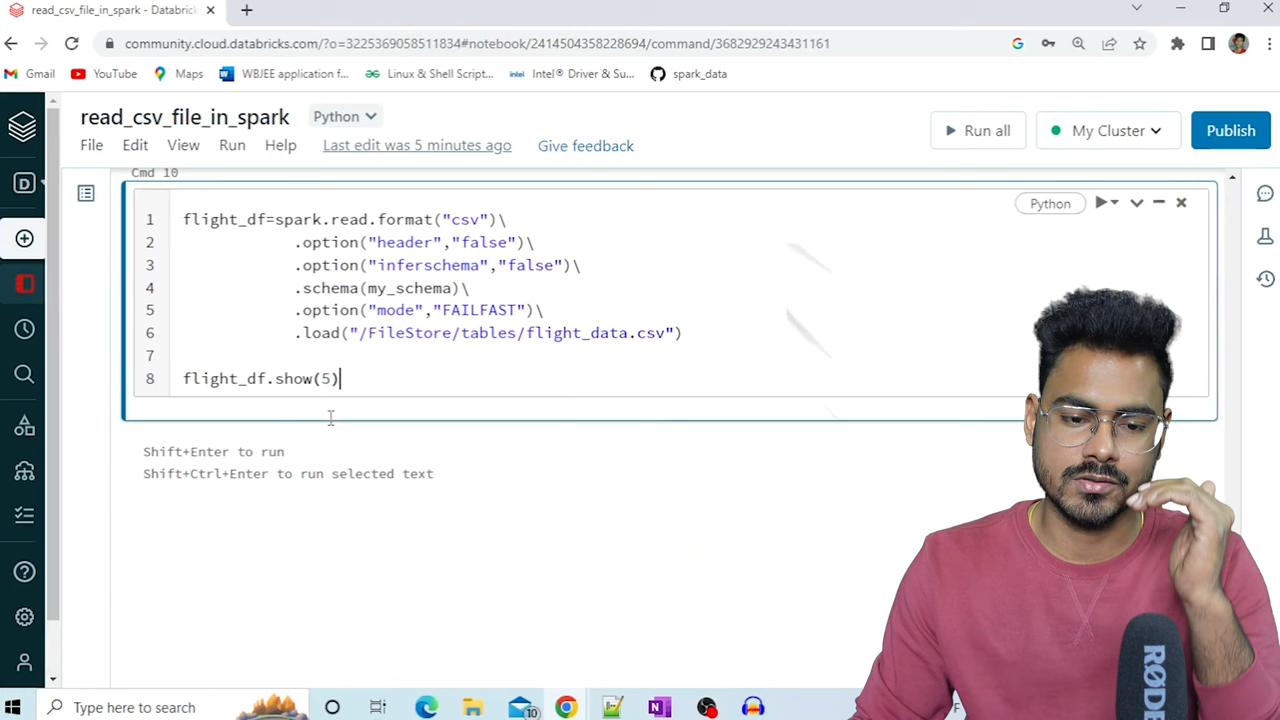 read_csv_file_in_spark - Databric
community.cloud.databricks.com/?o=3225369058511834#notebook/2414504358228694/command/3682929243431161
Gmail
YouTube
Maps
WBJEE application f...
Linux & Shell Script...
Intel® Driver & Su...
spark_data
read_csv_file_in_spark
Python
Run all
My Cluster
Publish
File
Edit
View
Run
Help
Last edit was 5 minutes ago
Give feedback
D
Cmd 10
Python
1 flight_df=spark.read.format("csv")\
2 .option("header","false")\
3 .option("inferschema","false")\
4 .schema(my_schema)\
5 .option("mode","FAILFAST")\
6 .load("/FileStore/tables/flight_data.csv")
7
8 flight_df.show(5)
Shift+Enter to run
Shift+Ctrl+Enter to run selected text
RØDE
Type here to search
10